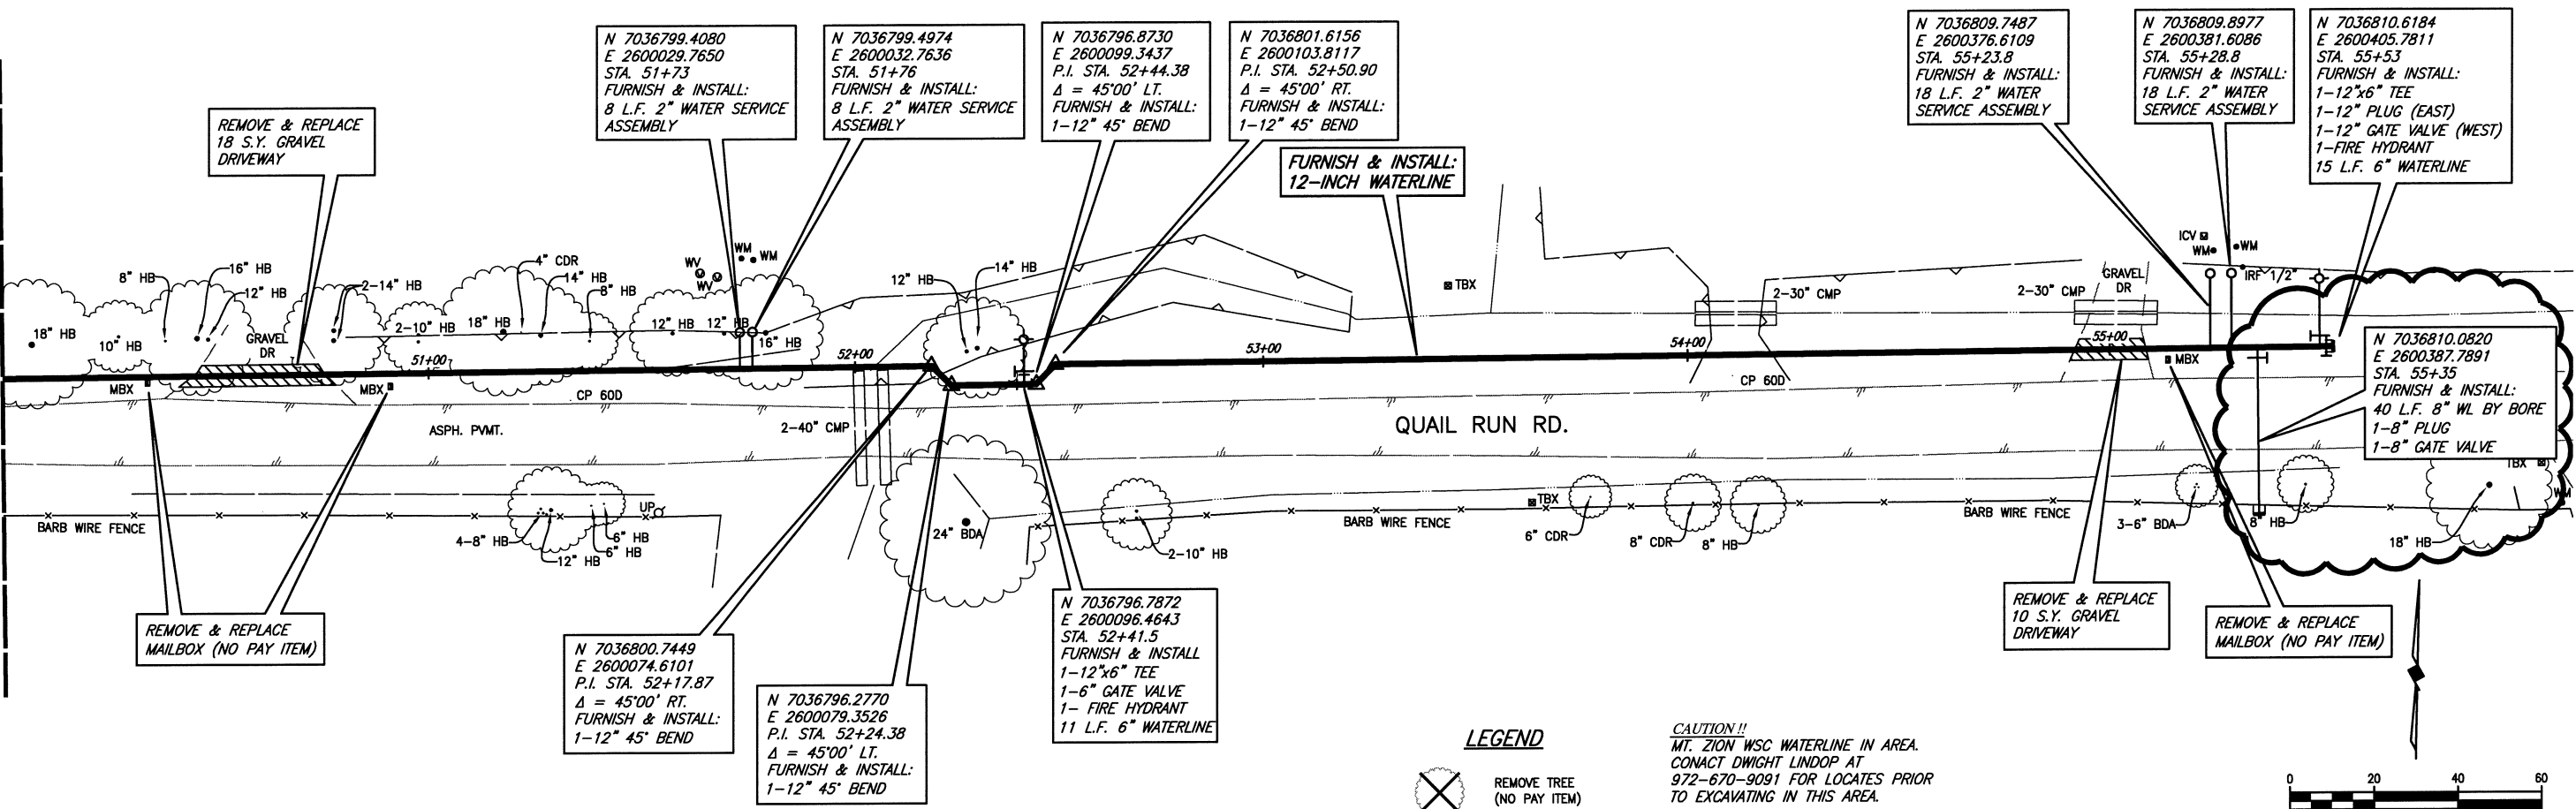 N 7036799.4080
E 2600029.7650
STA. 51+73
FURNISH & INSTALL:
8 L.F. 2" WATER SERVICE
ASSEMBLY
N 7036799.4974
E 2600032.7636
STA. 51+76
FURNISH & INSTALL:
8 L.F. 2" WATER SERVICE
ASSEMBLY
N 7036796.8730
E 2600099.3437
P.I. STA. 52+44.38
Δ = 45°00' LT.
FURNISH & INSTALL:
1-12" 45° BEND
N 7036801.6156
E 2600103.8117
P.I. STA. 52+50.90
Δ = 45°00' RT.
FURNISH & INSTALL:
1-12" 45° BEND
N 7036809.7487
E 2600376.6109
STA. 55+23.8
FURNISH & INSTALL:
18 L.F. 2" WATER
SERVICE ASSEMBLY
N 7036809.8977
E 2600381.6086
STA. 55+28.8
FURNISH & INSTALL:
18 L.F. 2" WATER
SERVICE ASSEMBLY
N 7036810.6184
E 2600405.7811
STA. 55+53
FURNISH & INSTALL:
1-12"x6" TEE
1-12" PLUG (EAST)
1-12" GATE VALVE (WEST)
1-FIRE HYDRANT
15 L.F. 6" WATERLINE
REMOVE & REPLACE
18 S.Y. GRAVEL
DRIVEWAY
FURNISH & INSTALL:
12-INCH WATERLINE
8" HB
16" HB
12" HB
2-14" HB
4" CDR
14" HB
8" HB
WV
WV
WM
WM
12" HB
14" HB
TBX
2-30" CMP
2-30" CMP
GRAVEL
DR
ICV
WM
WM
IRF 1/2"
18" HB
10" HB
GRAVEL
DR
2-10" HB
18" HB
12" HB
12" HB
16" HB
51+00
52+00
53+00
54+00
55+00
MBX
MBX
MBX
CP 60D
CP 60D
ASPH. PVMT.
2-40" CMP
QUAIL RUN RD.
N 7036810.0820
E 2600387.7891
STA. 55+35
FURNISH & INSTALL:
40 L.F. 8" WL BY BORE
1-8" PLUG
1-8" GATE VALVE
TBX
WM
BARB WIRE FENCE
4-8" HB
12" HB
6" HB
6" HB
UP
24" BDA
2-10" HB
BARB WIRE FENCE
TBX
6" CDR
8" CDR
8" HB
BARB WIRE FENCE
3-6" BDA
8" HB
18" HB
REMOVE & REPLACE
MAILBOX (NO PAY ITEM)
N 7036800.7449
E 2600074.6101
P.I. STA. 52+17.87
Δ = 45°00' RT.
FURNISH & INSTALL:
1-12" 45° BEND
N 7036796.2770
E 2600079.3526
P.I. STA. 52+24.38
Δ = 45°00' LT.
FURNISH & INSTALL:
1-12" 45° BEND
N 7036796.7872
E 2600096.4643
STA. 52+41.5
FURNISH & INSTALL
1-12"x6" TEE
1-6" GATE VALVE
1- FIRE HYDRANT
11 L.F. 6" WATERLINE
REMOVE & REPLACE
10 S.Y. GRAVEL
DRIVEWAY
REMOVE & REPLACE
MAILBOX (NO PAY ITEM)
LEGEND
REMOVE TREE
(NO PAY ITEM)
CAUTION !!
MT. ZION WSC WATERLINE IN AREA.
CONACT DWIGHT LINDOP AT
972-670-9091 FOR LOCATES PRIOR
TO EXCAVATING IN THIS AREA.
0 20 40 60